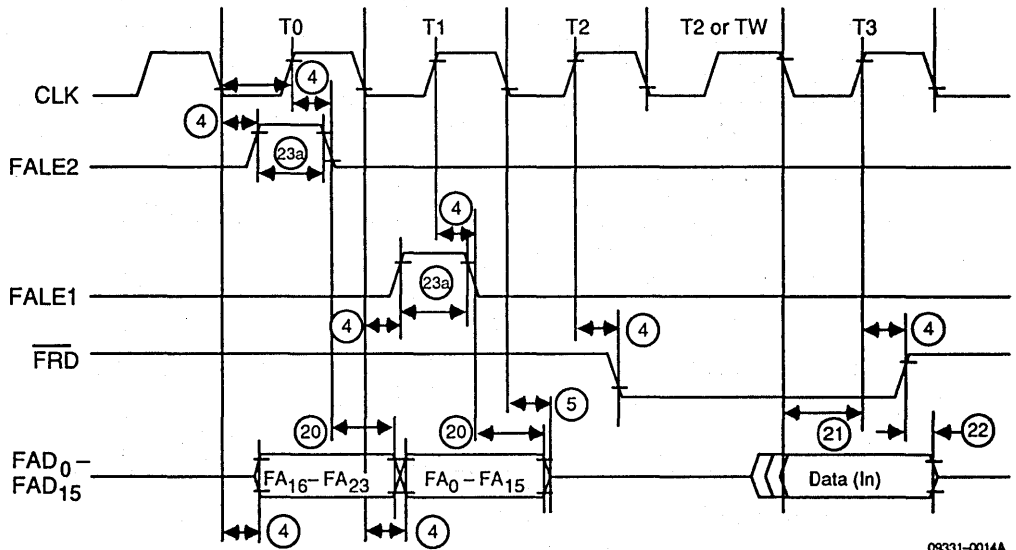 T0 T1 T2 T2 or TW T3
CLK
4
4
FALE2
23a
4
FALE1
23a
4
4
4
FRD
5
20
20
21
22
FAD0 –
FAD15
FA16–FA23
FA0 – FA15
Data (In)
4
4
09331-0014A